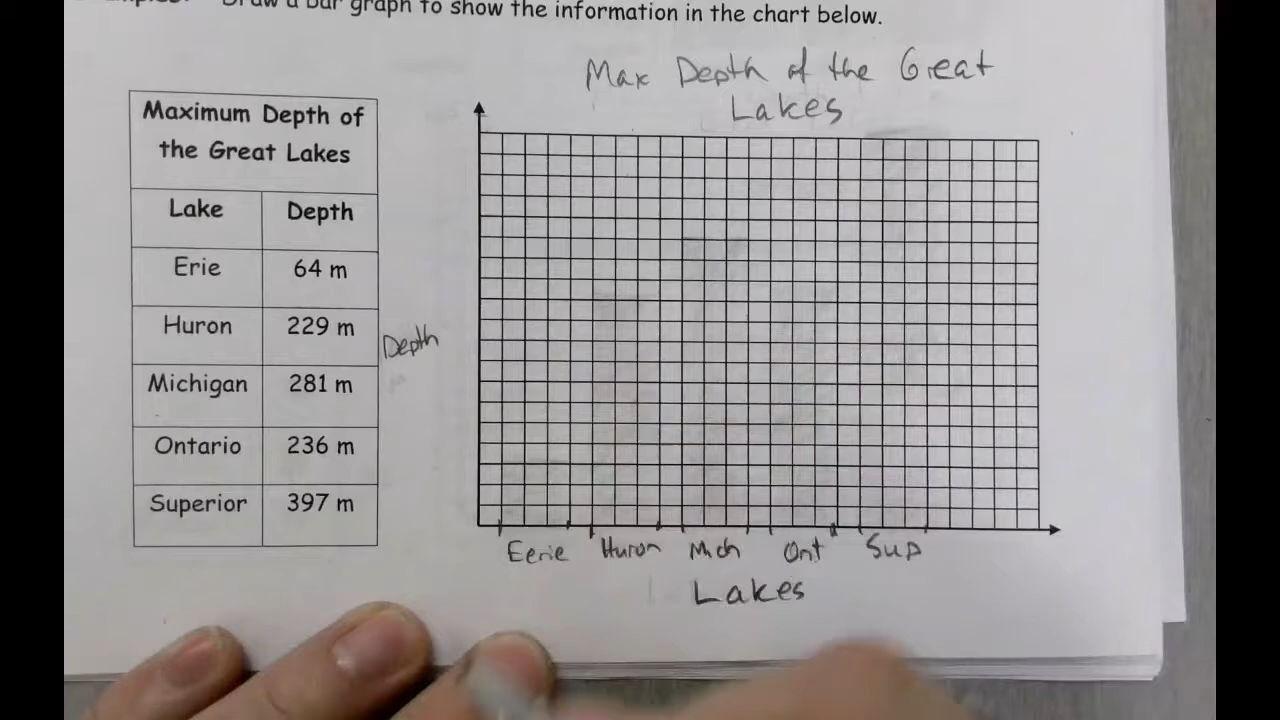 Draw a bar graph to show the information in the chart below.
Max Depth of the Great
Lakes
Maximum Depth of
the Great Lakes
Lake Depth
Erie 64 m
Huron 229 m
Michigan 281 m
Ontario 236 m
Superior 397 m
Depth
Eerie Huron Mich Ont Sup
Lakes